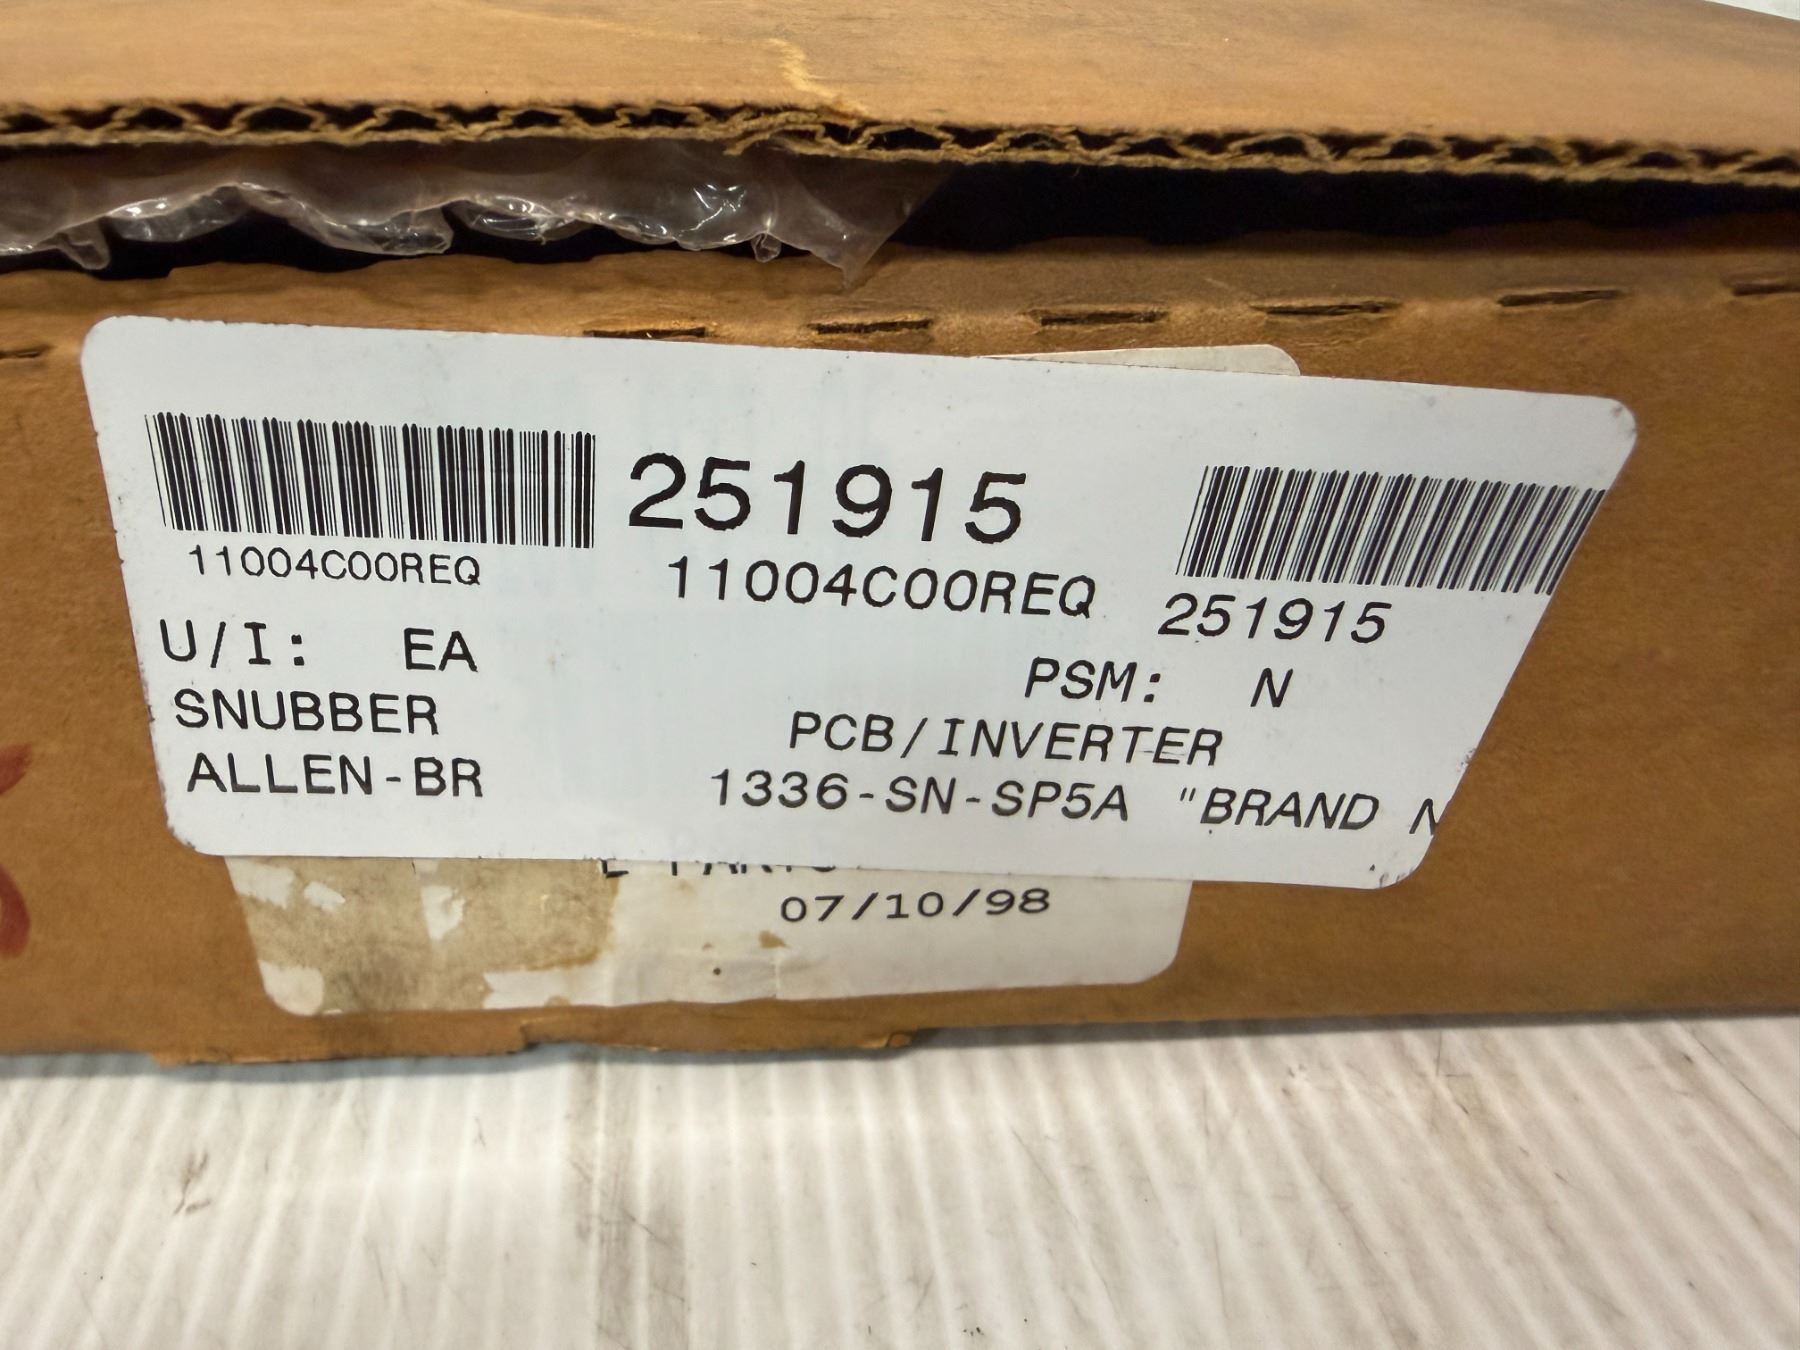 251915
11004C00REQ 11004C00REQ 251915
U/I: EA PSM: N
SNUBBER PCB/INVERTER
ALLEN-BR 1336-SN-SP5A "BRAND N
07/10/98